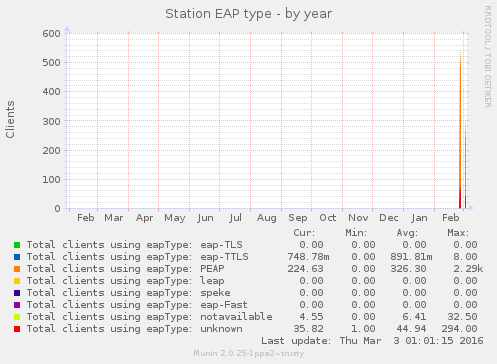 Station EAP type - by year
RRDTOOL / TOBI OETIKER
Clients
600
500
400
300
200
100
0
Feb Mar Apr May Jun Jul Aug Sep Oct Nov Dec Jan Feb
Cur: Min: Avg: Max:
Total clients using eapType: eap-TLS 0.00 0.00 0.00 0.00
Total clients using eapType: eap-TTLS 748.78m 0.00 891.81m 8.00
Total clients using eapType: PEAP 224.63 0.00 326.30 2.29k
Total clients using eapType: leap 0.00 0.00 0.00 0.00
Total clients using eapType: speke 0.00 0.00 0.00 0.00
Total clients using eapType: eap-Fast 0.00 0.00 0.00 0.00
Total clients using eapType: notavailable 4.55 0.00 6.41 32.50
Total clients using eapType: unknown 35.82 1.00 44.94 294.00
Last update: Thu Mar 3 01:01:15 2016
Munin 2.0.25-1ppa2~trusty